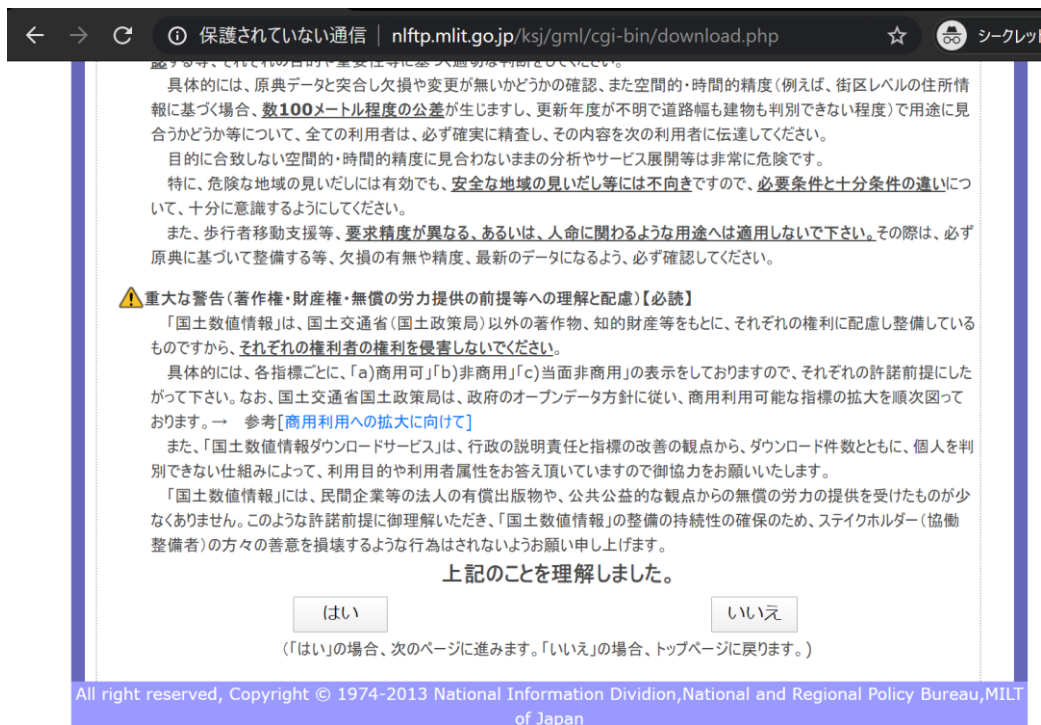 保護されていない通信 | nlftp.mlit.go.jp/ksj/gml/cgi-bin/download.php シークレッ
認する等、それぞれの目的や重要性等に基づく適切な判断をしてください。
具体的には、原典データと突合し欠損や変更が無いかどうかの確認、また空間的・時間的精度(例えば、街区レベルの住所情
報に基づく場合、数100メートル程度の公差が生じますし、更新年度が不明で道路幅も建物も判別できない程度)で用途に見
合うかどうか等について、全ての利用者は、必ず確実に精査し、その内容を次の利用者に伝達してください。
目的に合致しない空間的・時間的精度に見合わないままの分析やサービス展開等は非常に危険です。
特に、危険な地域の見いだしには有効でも、安全な地域の見いだし等には不向きですので、必要条件と十分条件の違いにつ
いて、十分に意識するようにしてください。
また、歩行者移動支援等、要求精度が異なる、あるいは、人命に関わるような用途へは適用しないで下さい。その際は、必ず
原典に基づいて整備する等、欠損の有無や精度、最新のデータになるよう、必ず確認してください。
重大な警告(著作権・財産権・無償の労力提供の前提等への理解と配慮)【必読】
「国土数値情報」は、国土交通省(国土政策局)以外の著作物、知的財産等をもとに、それぞれの権利に配慮し整備している
ものですから、それぞれの権利者の権利を侵害しないでください。
具体的には、各指標ごとに、「a)商用可」「b)非商用」「c)当面非商用」の表示をしておりますので、それぞれの許諾前提にした
がって下さい。なお、国土交通省国土政策局は、政府のオープンデータ方針に従い、商用利用可能な指標の拡大を順次図って
おります。→ 参考[商用利用への拡大に向けて]
また、「国土数値情報ダウンロードサービス」は、行政の説明責任と指標の改善の観点から、ダウンロード件数とともに、個人を判
別できない仕組みによって、利用目的や利用者属性をお答え頂いていますので御協力をお願いいたします。
「国土数値情報」には、民間企業等の法人の有償出版物や、公共公益的な観点からの無償の労力の提供を受けたものが少
なくありません。このような許諾前提に御理解いただき、「国土数値情報」の整備の持続性の確保のため、ステイクホルダー(協働
整備者)の方々の善意を損壊するような行為はされないようお願い申し上げます。
上記のことを理解しました。
はい いいえ
(「はい」の場合、次のページに進みます。「いいえ」の場合、トップページに戻ります。)
All right reserved, Copyright © 1974-2013 National Information Dividion,National and Regional Policy Bureau,MILT
of Japan